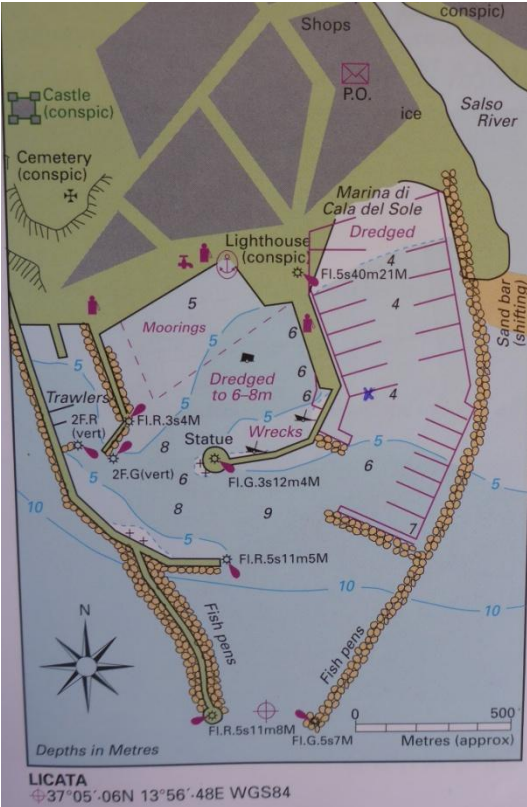 conspic)
Shops
P.O.
Castle
(conspic)
ice
Salso
River
Cemetery
(conspic)
Marina di
Cala del Sole
Dredged
Lighthouse
(conspic)
Fl.5s40m21M
4
4
5
Moorings
6
5
Sand bar
(shifting)
5
Dredged
to 6–8m
6
6
4
Trawlers
2F.R
(vert)
Fl.R.3s4M
Statue
Wrecks
5
8
2F.G(vert)
6
Fl.G.3s12m4M
6
5
5
10
8
9
7
5
Fl.R.5s11m5M
10
10
N
Fish pens
Fish pens
Fl.R.5s11m8M
Fl.G.5s7M
0
500
Metres (approx)
Depths in Metres
LICATA
37°05´·06N 13°56´·48E WGS84